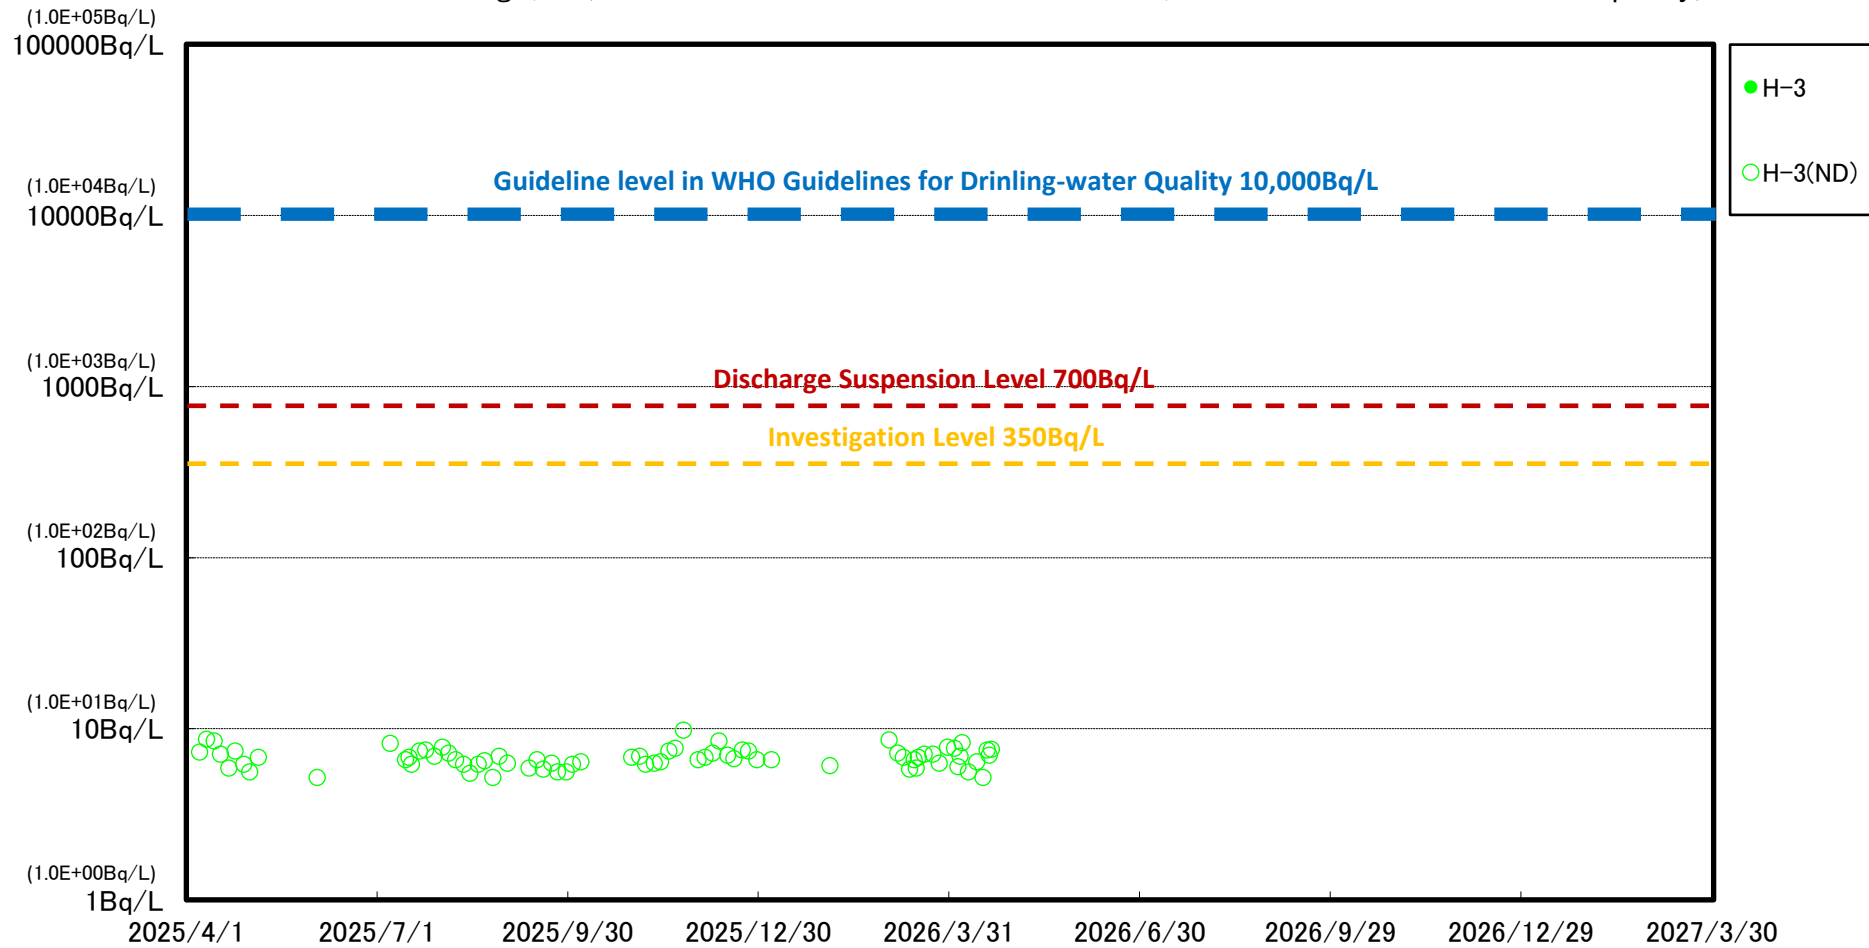 (1.0E+05Bq/L)
100000Bq/L
H-3
H-3(ND)
Guideline level in WHO Guidelines for Drinling-water Quality 10,000Bq/L
(1.0E+04Bq/L)
10000Bq/L
(1.0E+03Bq/L)
1000Bq/L
Discharge Suspension Level 700Bq/L
Investigation Level 350Bq/L
(1.0E+02Bq/L)
100Bq/L
(1.0E+01Bq/L)
10Bq/L
(1.0E+00Bq/L)
1Bq/L
2025/4/1 2025/7/1 2025/9/30 2025/12/30 2026/3/31 2026/6/30 2026/9/29 2026/12/29 2027/3/30